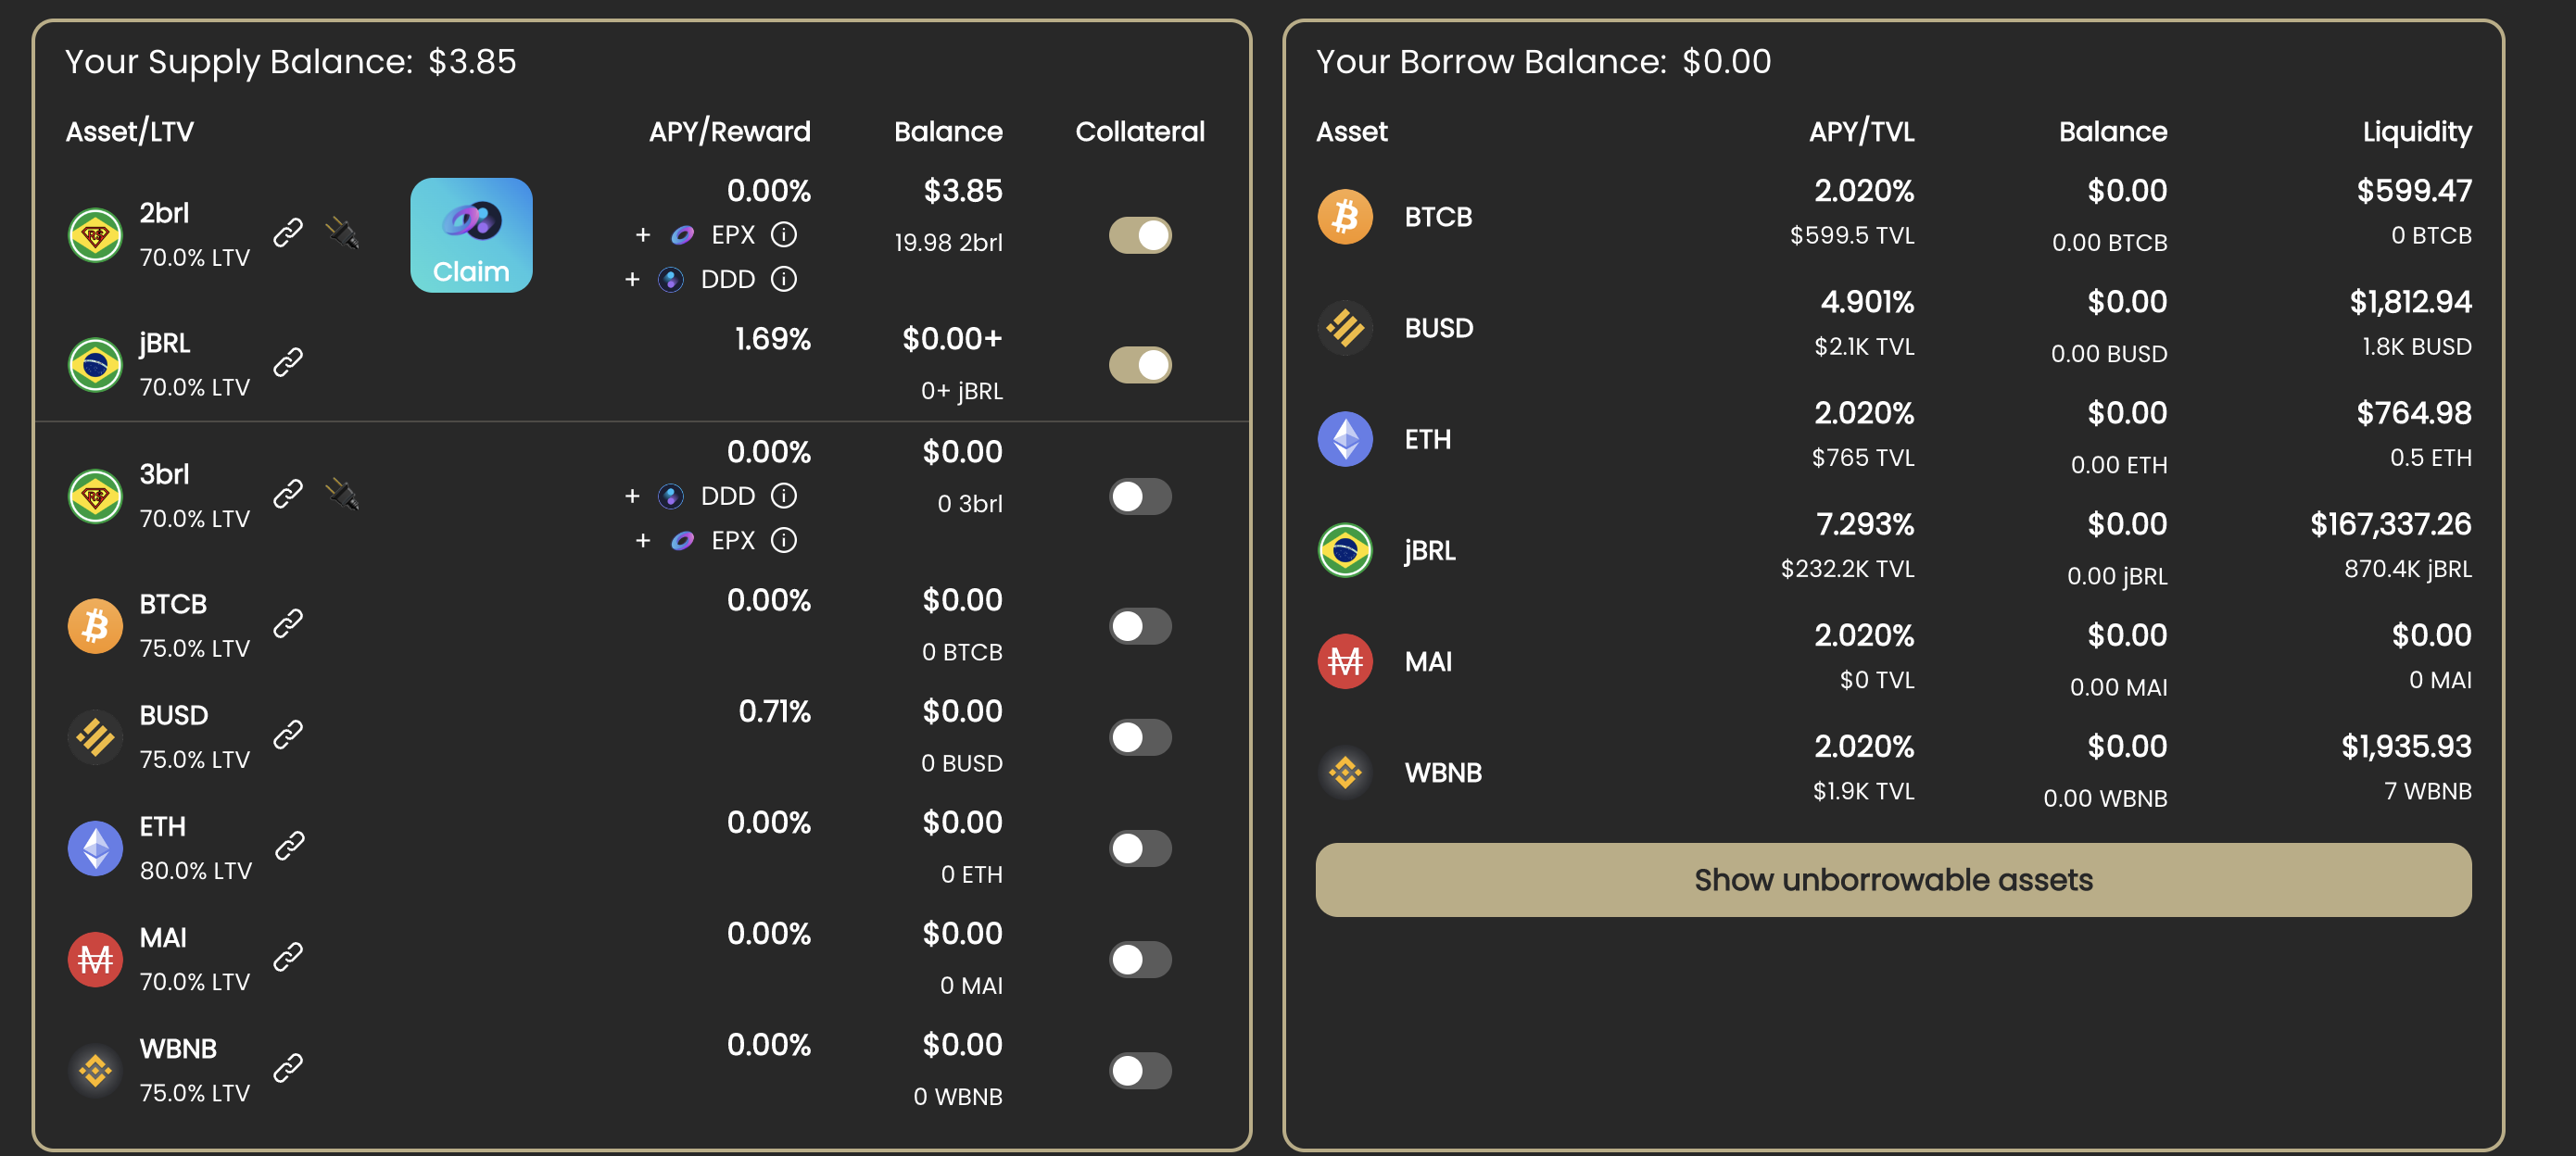 Your Supply Balance: $3.85
Asset/LTV APY/Reward Balance Collateral
2brl 0.00% $3.85
70.0% LTV Claim + EPX 19.98 2brl
+ DDD
jBRL 1.69% $0.00+
70.0% LTV 0+ jBRL
3brl 0.00% $0.00
70.0% LTV + DDD 0 3brl
+ EPX
BTCB 0.00% $0.00
75.0% LTV 0 BTCB
BUSD 0.71% $0.00
75.0% LTV 0 BUSD
ETH 0.00% $0.00
80.0% LTV 0 ETH
MAI 0.00% $0.00
70.0% LTV 0 MAI
WBNB 0.00% $0.00
75.0% LTV 0 WBNB
Your Borrow Balance: $0.00
Asset APY/TVL Balance Liquidity
BTCB 2.020% $0.00 $599.47
$599.5 TVL 0.00 BTCB 0 BTCB
BUSD 4.901% $0.00 $1,812.94
$2.1K TVL 0.00 BUSD 1.8K BUSD
ETH 2.020% $0.00 $764.98
$765 TVL 0.00 ETH 0.5 ETH
jBRL 7.293% $0.00 $167,337.26
$232.2K TVL 0.00 jBRL 870.4K jBRL
MAI 2.020% $0.00 $0.00
$0 TVL 0.00 MAI 0 MAI
WBNB 2.020% $0.00 $1,935.93
$1.9K TVL 0.00 WBNB 7 WBNB
Show unborrowable assets